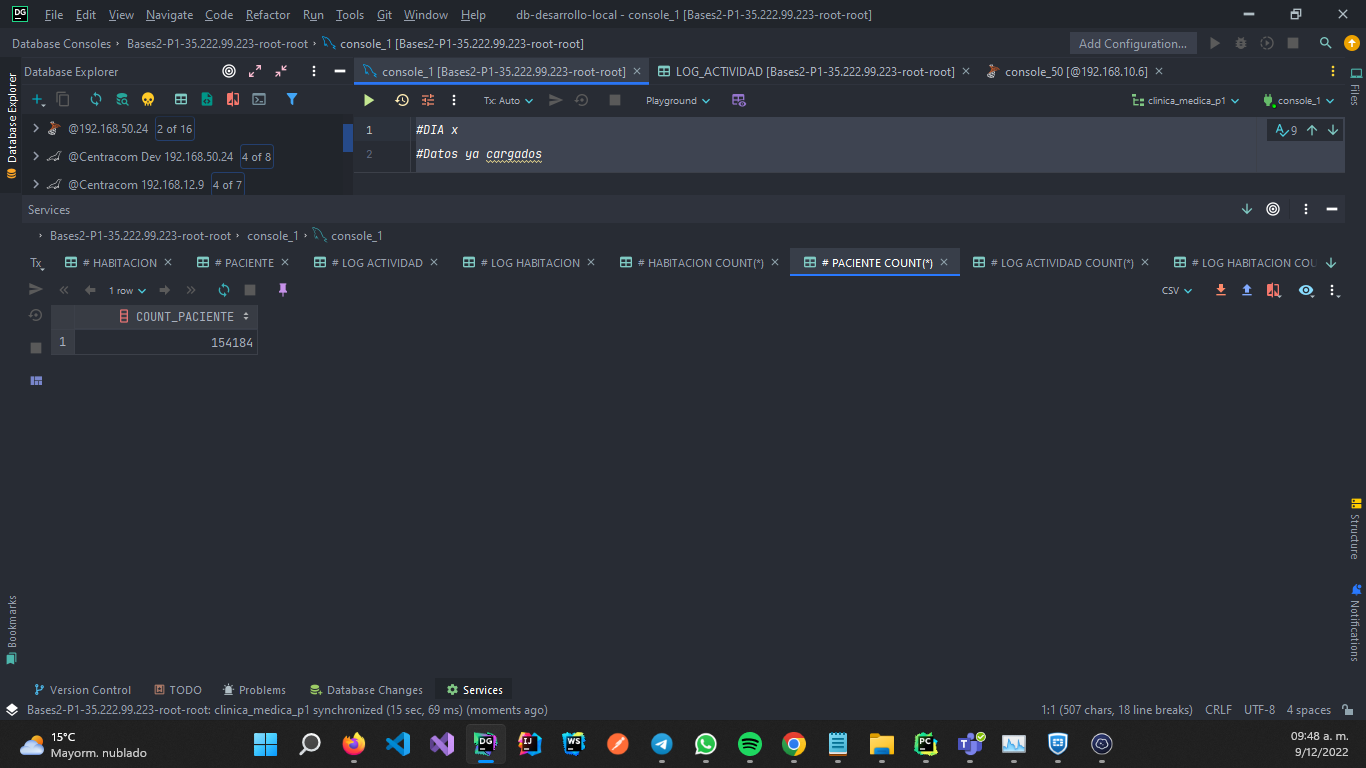 DG File Edit View Navigate Code Refactor Run Tools Git Window Help db-desarrollo-local - console_1 [Bases2-P1-35.222.99.223-root-root]
Database Consoles Bases2-P1-35.222.99.223-root-root console_1 [Bases2-P1-35.222.99.223-root-root] Add Configuration...
Database Explorer console_1 [Bases2-P1-35.222.99.223-root-root] LOG_ACTIVIDAD [Bases2-P1-35.222.99.223-root-root] console_50 [@192.168.10.6]
Database Explorer
Files
Tx: Auto Playground clinica_medica_p1 console_1
@192.168.50.24 2 of 16
@Centracom Dev 192.168.50.24 4 of 8
@Centracom 192.168.12.9 4 of 7
1 #DIA x 9
2 #Datos ya cargados
Services
Bases2-P1-35.222.99.223-root-root console_1 console_1
Tx # HABITACION # PACIENTE # LOG ACTIVIDAD # LOG HABITACION # HABITACION COUNT(*) # PACIENTE COUNT(*) # LOG ACTIVIDAD COUNT(*) # LOG HABITACION COU
1 row CSV
COUNT_PACIENTE
1 154184
Structure
Notifications
Bookmarks
Version Control TODO Problems Database Changes Services
Bases2-P1-35.222.99.223-root-root: clinica_medica_p1 synchronized (15 sec, 69 ms) (moments ago) 1:1 (507 chars, 18 line breaks) CRLF UTF-8 4 spaces
15°C
Mayorm. nublado
DG IJ WS PC
09:48 a. m.
9/12/2022